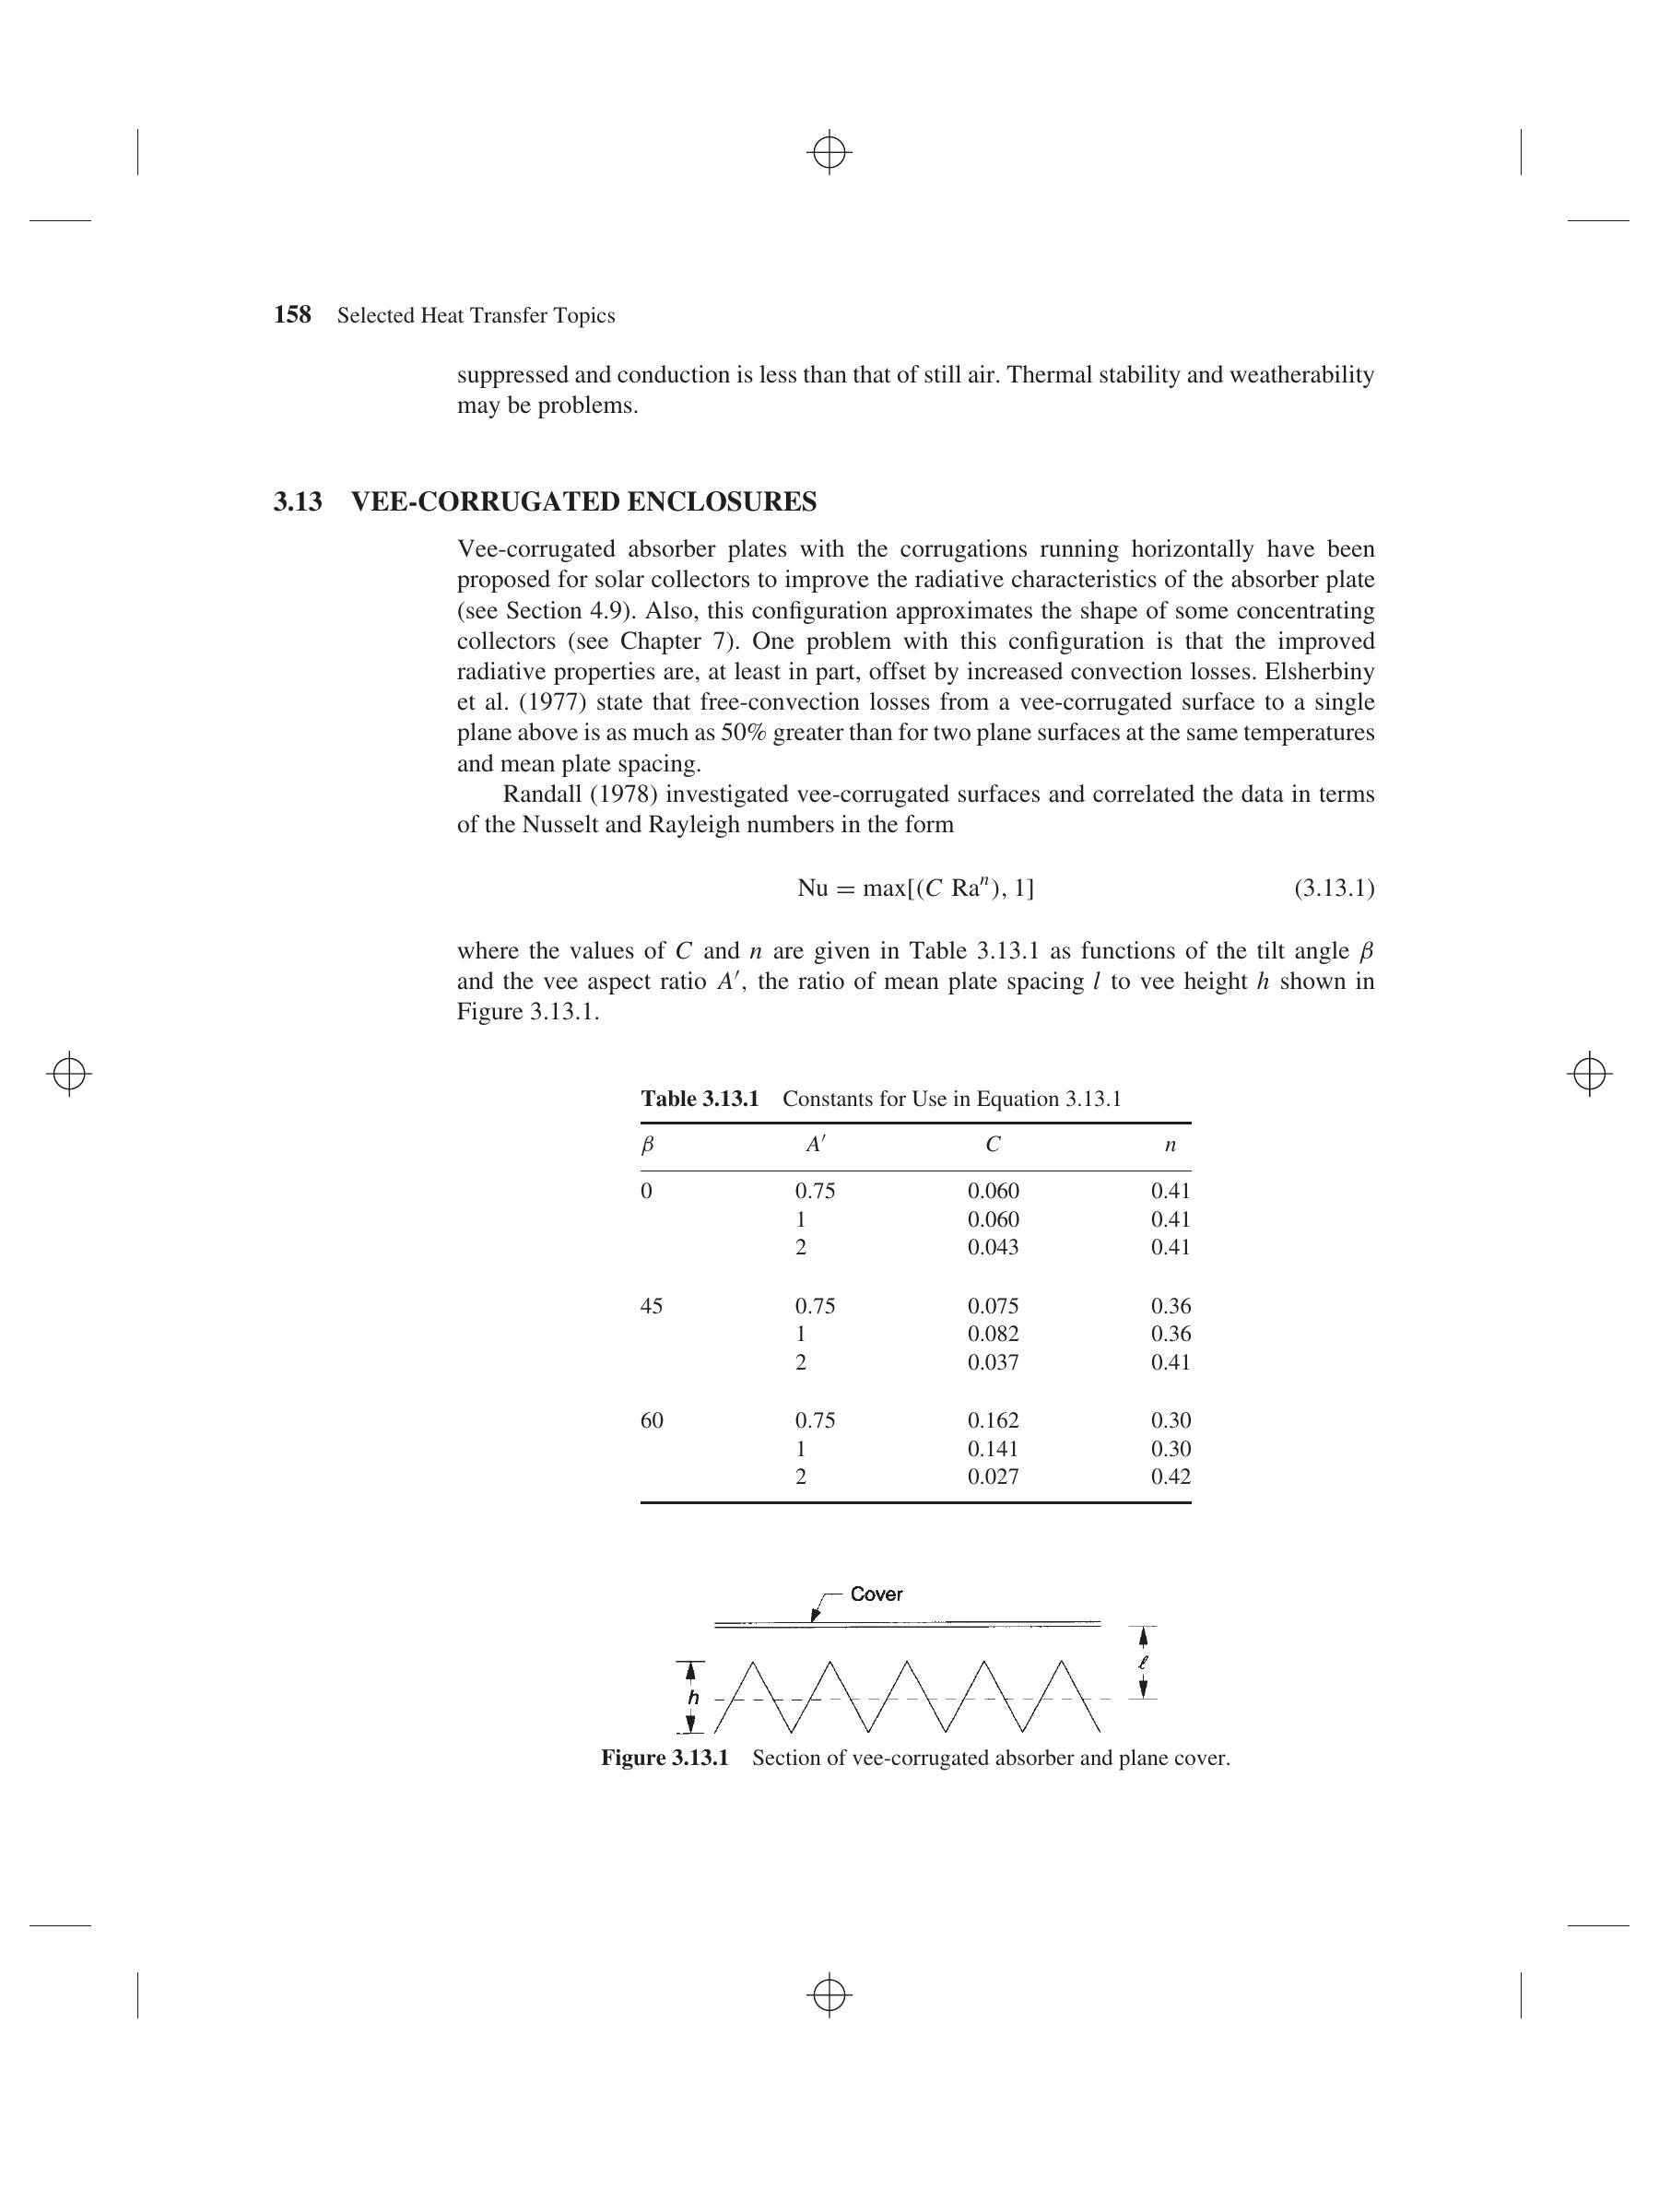 158 Selected Heat Transfer Topics
suppressed and conduction is less than that of still air. Thermal stability and weatherability
may be problems.
3.13 VEE-CORRUGATED ENCLOSURES
Vee-corrugated absorber plates with the corrugations running horizontally have been
proposed for solar collectors to improve the radiative characteristics of the absorber plate
(see Section 4.9). Also, this configuration approximates the shape of some concentrating
collectors (see Chapter 7). One problem with this configuration is that the improved
radiative properties are, at least in part, offset by increased convection losses. Elsherbiny
et al. (1977) state that free-convection losses from a vee-corrugated surface to a single
plane above is as much as 50% greater than for two plane surfaces at the same temperatures
and mean plate spacing.
Randall (1978) investigated vee-corrugated surfaces and correlated the data in terms
of the Nusselt and Rayleigh numbers in the form
Nu = max[(C Raⁿ), 1] (3.13.1)
where the values of C and n are given in Table 3.13.1 as functions of the tilt angle β
and the vee aspect ratio A′, the ratio of mean plate spacing l to vee height h shown in
Figure 3.13.1.
Table 3.13.1 Constants for Use in Equation 3.13.1
β A′ C n
0 0.75 0.060 0.41
1 0.060 0.41
2 0.043 0.41
45 0.75 0.075 0.36
1 0.082 0.36
2 0.037 0.41
60 0.75 0.162 0.30
1 0.141 0.30
2 0.027 0.42
Cover
ℓ
h
Figure 3.13.1 Section of vee-corrugated absorber and plane cover.